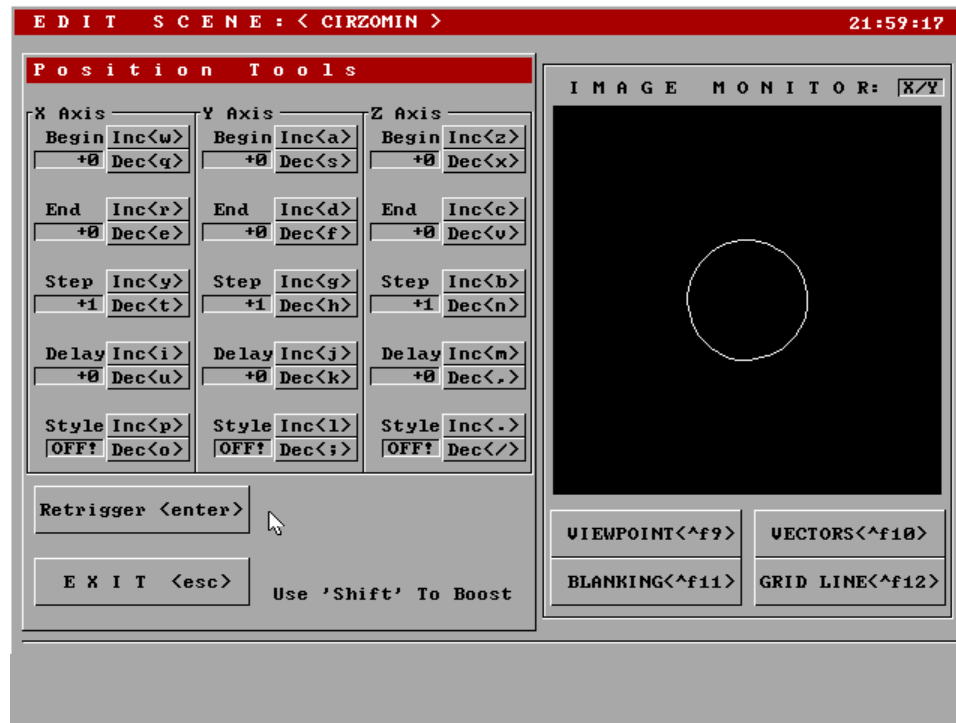 E D I T   S C E N E : < CIRZOMIN > 21:59:17
P o s i t i o n   T o o l s
I M A G E   M O N I T O R: X/Y
X Axis Y Axis Z Axis
Begin Inc<w> Begin Inc<a> Begin Inc<z>
+0 Dec<q> +0 Dec<s> +0 Dec<x>
End Inc<r> End Inc<d> End Inc<c>
+0 Dec<e> +0 Dec<f> +0 Dec<v>
Step Inc<y> Step Inc<g> Step Inc<b>
+1 Dec<t> +1 Dec<h> +1 Dec<n>
Delay Inc<i> Delay Inc<j> Delay Inc<m>
+0 Dec<u> +0 Dec<k> +0 Dec<,>
Style Inc<p> Style Inc<l> Style Inc<.>
OFF! Dec<o> OFF! Dec<;> OFF! Dec</>
Retrigger <enter>
E X I T <esc>
Use 'Shift' To Boost
VIEWPOINT<^f9> VECTORS<^f10>
BLANKING<^f11> GRID LINE<^f12>